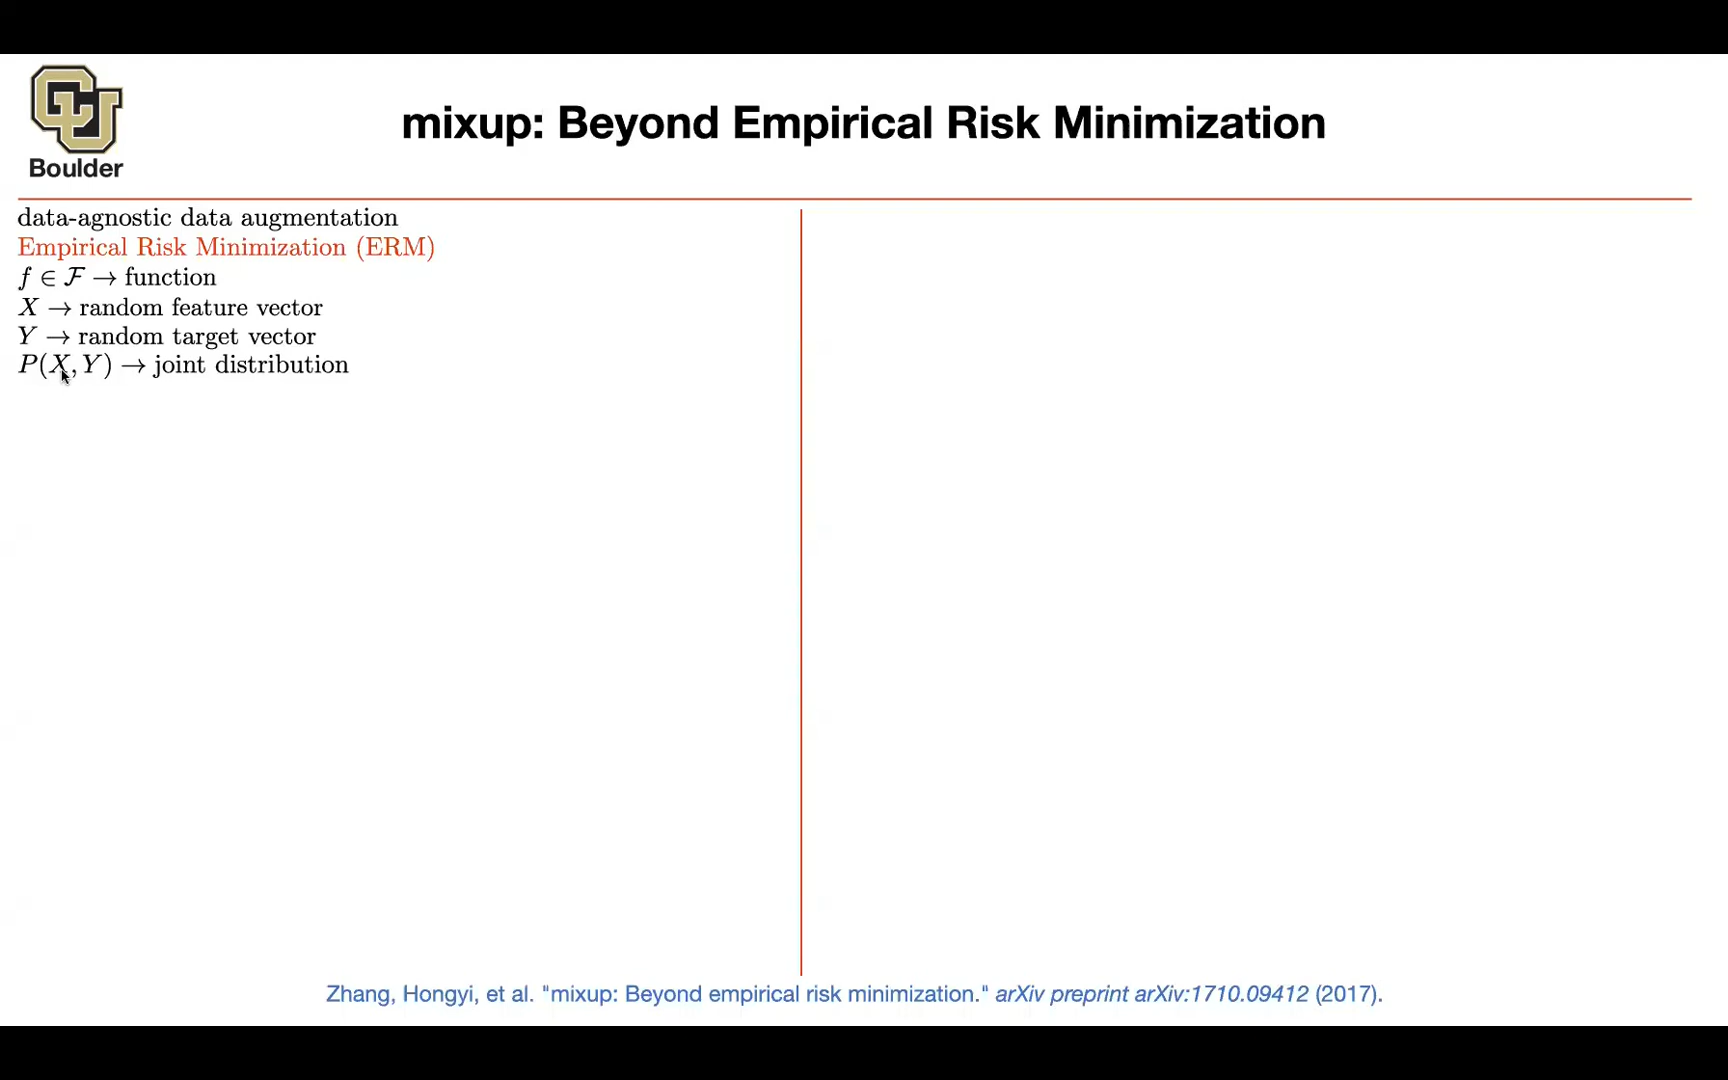 CU
Boulder
mixup: Beyond Empirical Risk Minimization
data-agnostic data augmentation
Empirical Risk Minimization (ERM)
f ∈ ℱ → function
X → random feature vector
Y → random target vector
P(X, Y) → joint distribution
Zhang, Hongyi, et al. "mixup: Beyond empirical risk minimization." arXiv preprint arXiv:1710.09412 (2017).